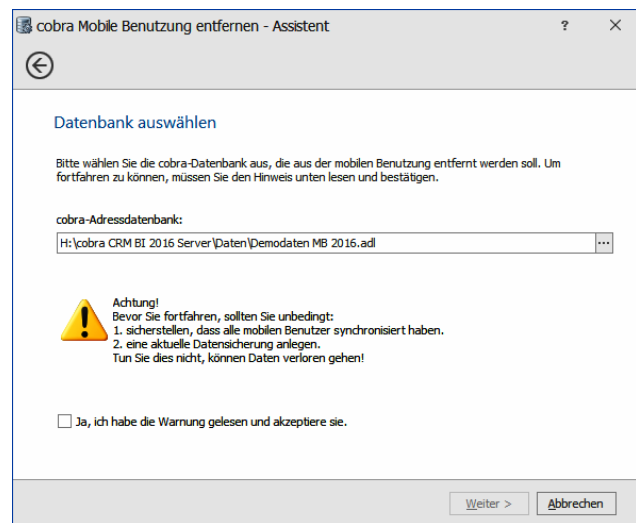 cobra Mobile Benutzung entfernen - Assistent
?
Datenbank auswählen
Bitte wählen Sie die cobra-Datenbank aus, die aus der mobilen Benutzung entfernt werden soll. Um
fortfahren zu können, müssen Sie den Hinweis unten lesen und bestätigen.
cobra-Adressdatenbank:
H:\cobra CRM BI 2016 Server\Daten\Demodaten MB 2016.adl
...
Achtung!
Bevor Sie fortfahren, sollten Sie unbedingt:
1. sicherstellen, dass alle mobilen Benutzer synchronisiert haben.
2. eine aktuelle Datensicherung anlegen.
Tun Sie dies nicht, können Daten verloren gehen!
Ja, ich habe die Warnung gelesen und akzeptiere sie.
Weiter >
Abbrechen